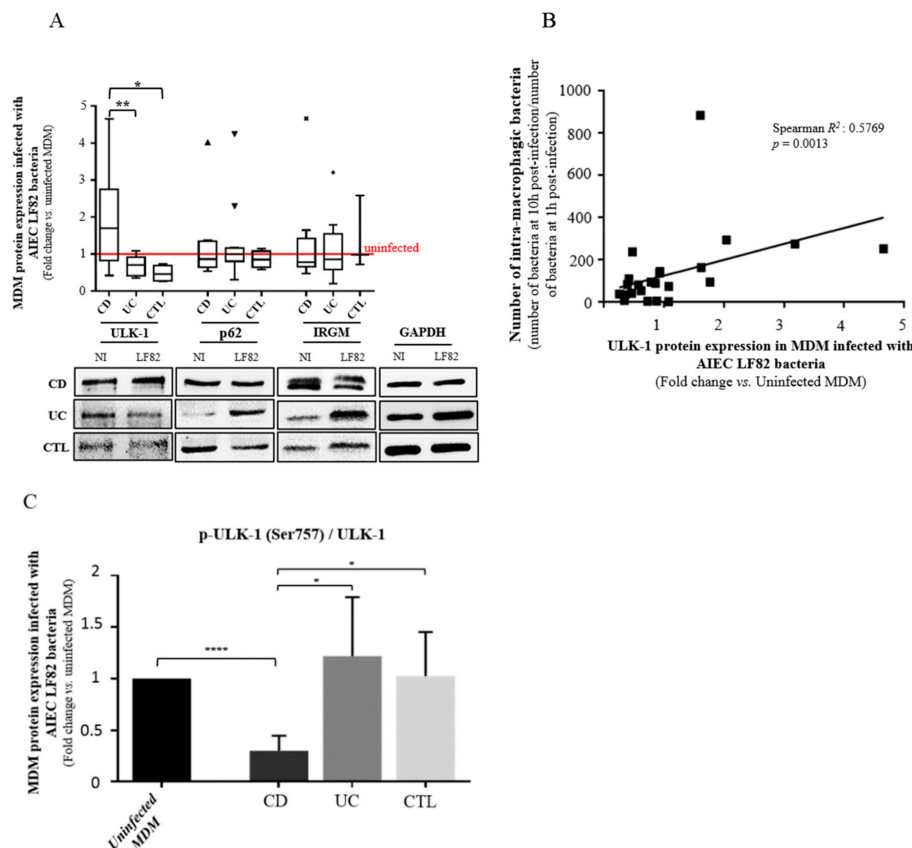 A
MDM protein expression infected with
AIEC LF82 bacteria
(Fold change vs. uninfected MDM)
5
4
3
2
1
0
*
**
uninfected
CD
UC
CTL
CD
UC
CTL
CD
UC
CTL
ULK-1
p62
IRGM
GAPDH
NI
LF82
NI
LF82
NI
LF82
NI
LF82
CD
UC
CTL
B
Number of intra-macrophagic bacteria
(number of bacteria at 10h post-infection/number
of bacteria at 1h post-infection)
1000
800
600
400
200
0
Spearman R² : 0.5769
p = 0.0013
1
2
3
4
5
ULK-1 protein expression in MDM infected with
AIEC LF82 bacteria
(Fold change vs. Uninfected MDM)
C
p-ULK-1 (Ser757) / ULK-1
MDM protein expression infected with
AIEC LF82 bacteria
(Fold change vs. uninfected MDM)
2
1.5
1
0.5
0
****
*
*
Uninfected
MDM
CD
UC
CTL